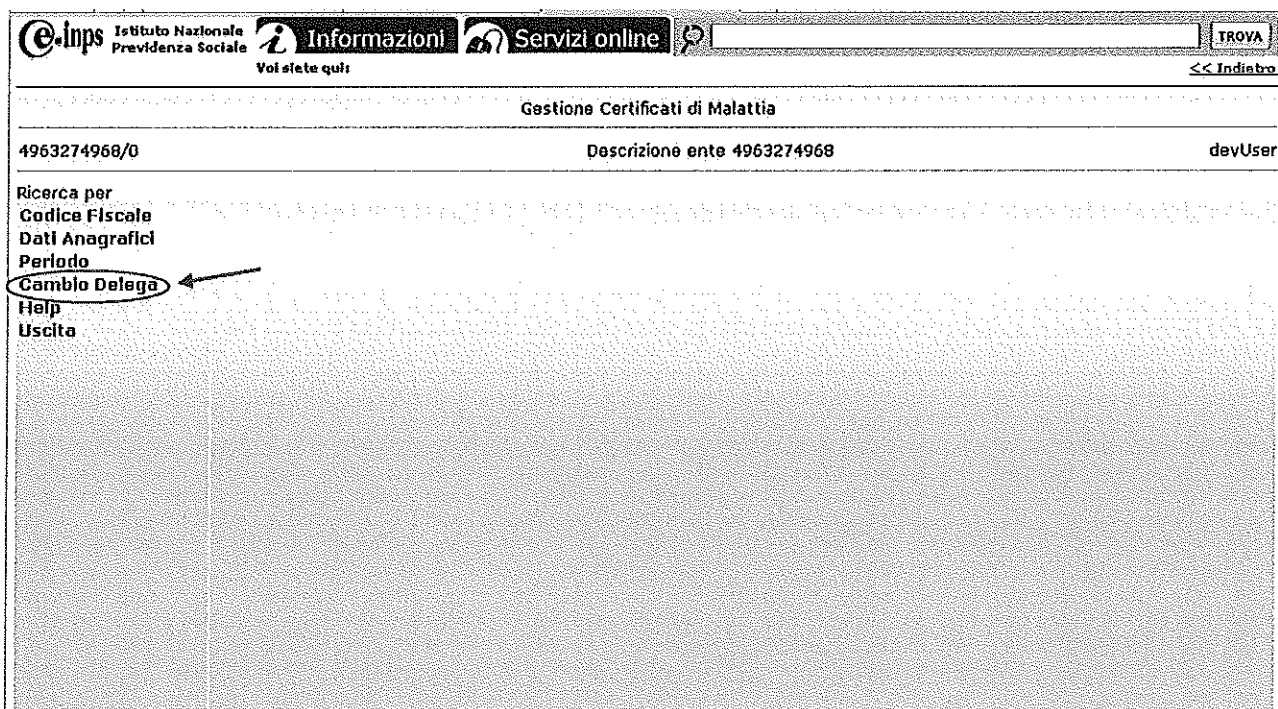 e.inps Istituto Nazionale Previdenza Sociale
Informazioni
Servizi online
TROVA
Voi siete qui:
<< Indietro
Gestione Certificati di Malattia
4963274968/0 Descrizione ente 4963274968 devUser
Ricerca per
Codice Fiscale
Dati Anagrafici
Periodo
Cambio Delega
Help
Uscita